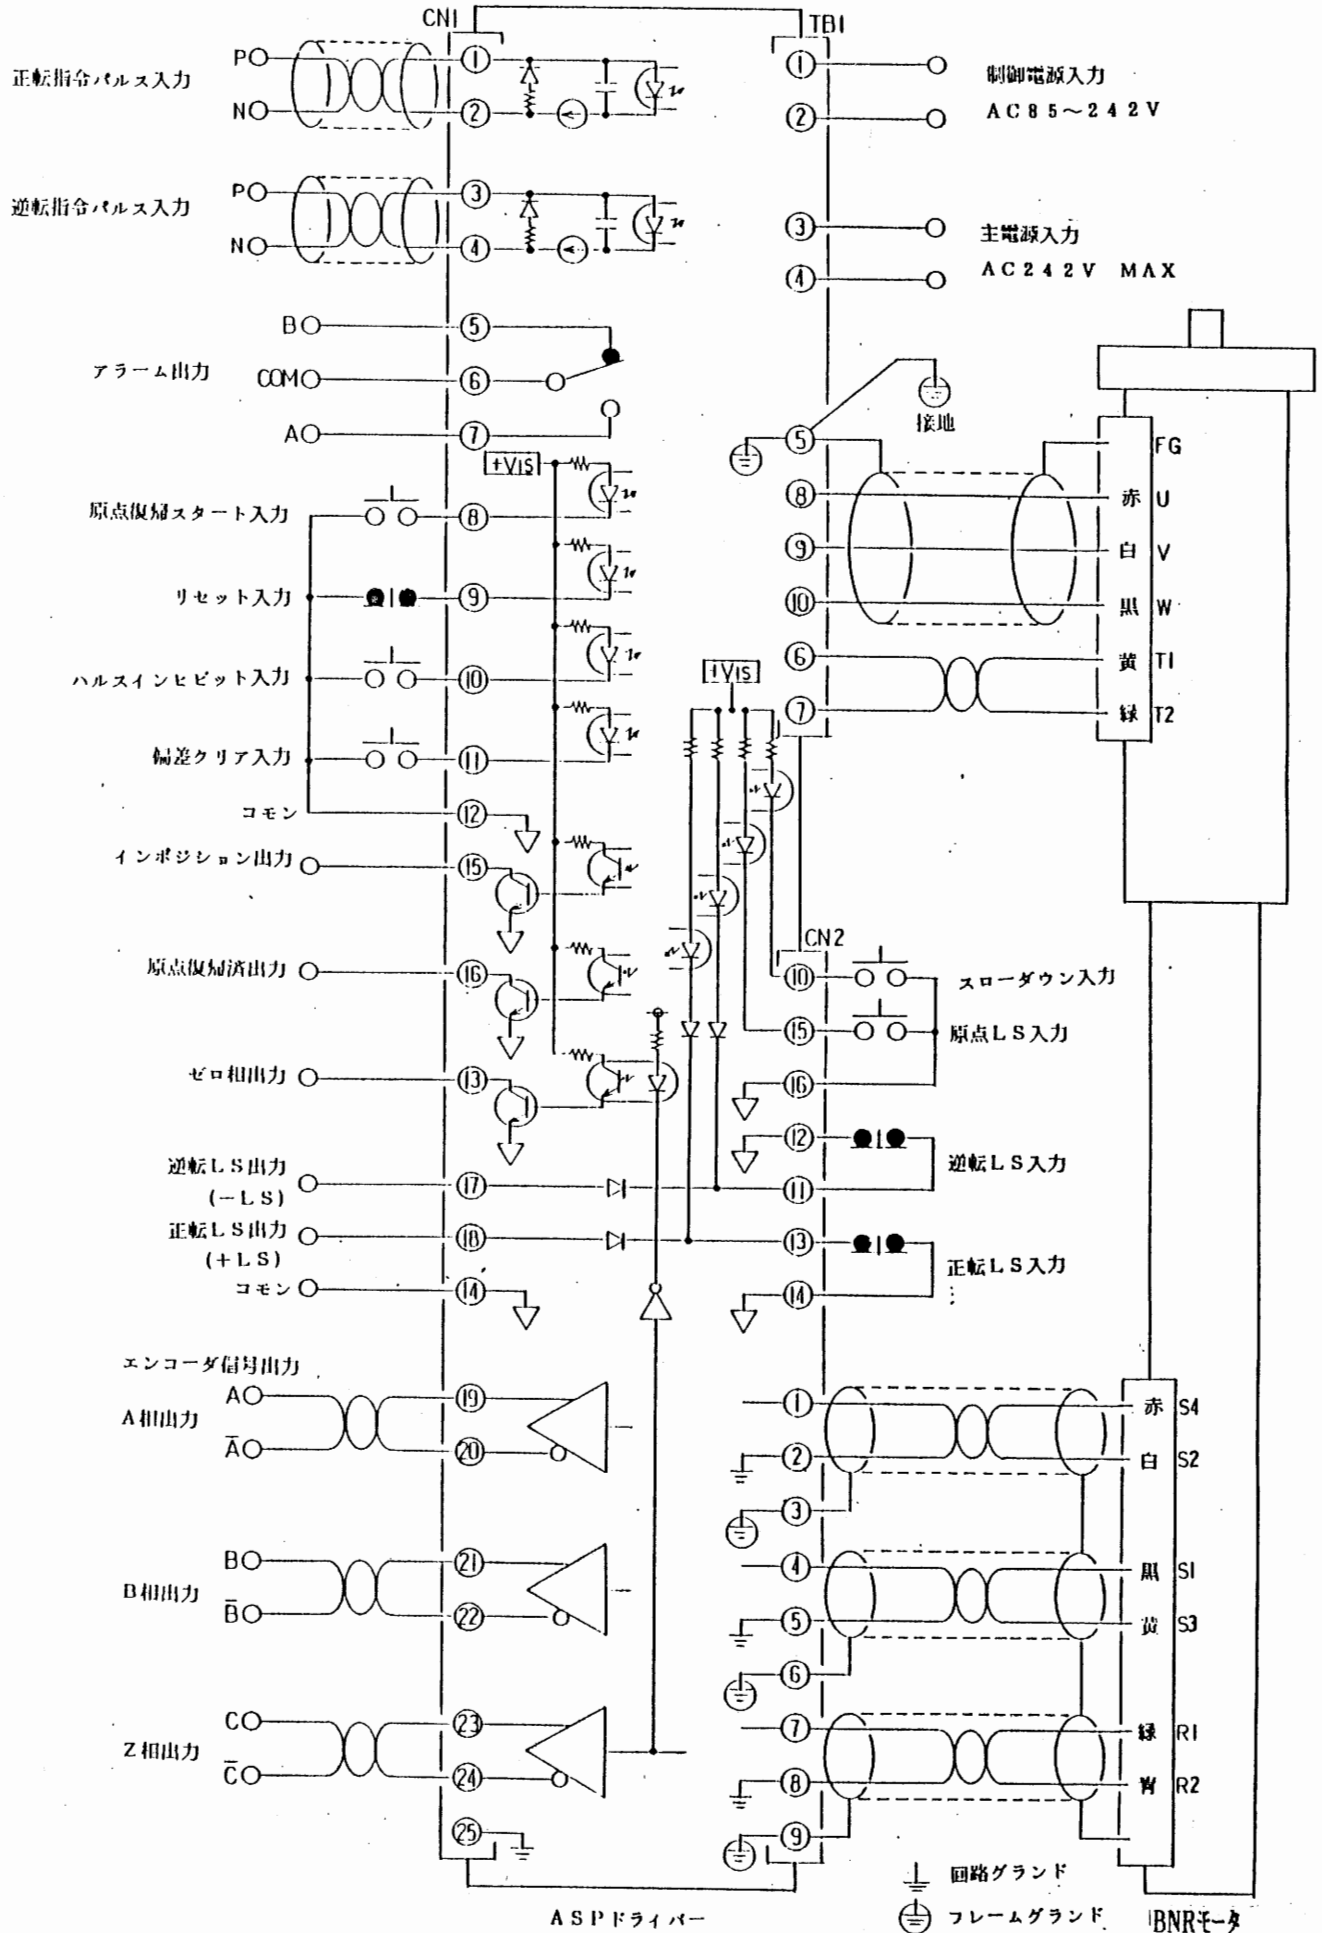 CN1
TB1
正転指令パルス入力
P
N
①
②
逆転指令パルス入力
P
N
③
④
アラーム出力
B
COM
A
⑤
⑥
⑦
+VIS
原点復帰スタート入力
⑧
リセット入力
⑨
ハルスインヒビット入力
⑩
偏差クリア入力
⑪
コモン
⑫
インポジション出力
⑮
原点復帰済出力
⑯
ゼロ相出力
⑬
逆転LS出力
(-LS)
⑰
正転LS出力
(+LS)
⑱
コモン
⑭
エンコーダ信号出力
A相出力
A
A̅
⑲
⑳
B相出力
B
B̅
㉑
㉒
Z相出力
C
C̅
㉓
㉔
㉕
①
②
制御電源入力
AC85~242V
③
④
主電源入力
AC242V MAX
接地
⑤
FG
⑧
赤 U
⑨
白 V
⑩
黒 W
⑥
黄 T1
⑦
緑 T2
+VIS
CN2
⑩
スローダウン入力
⑮
原点LS入力
⑯
⑫
逆転LS入力
⑪
⑬
正転LS入力
⑭
①
赤 S4
②
白 S2
③
④
黒 S1
⑤
黄 S3
⑥
⑦
緑 R1
⑧
青 R2
⑨
回路グランド
フレームグランド
ASPドライバー
BNRモータ